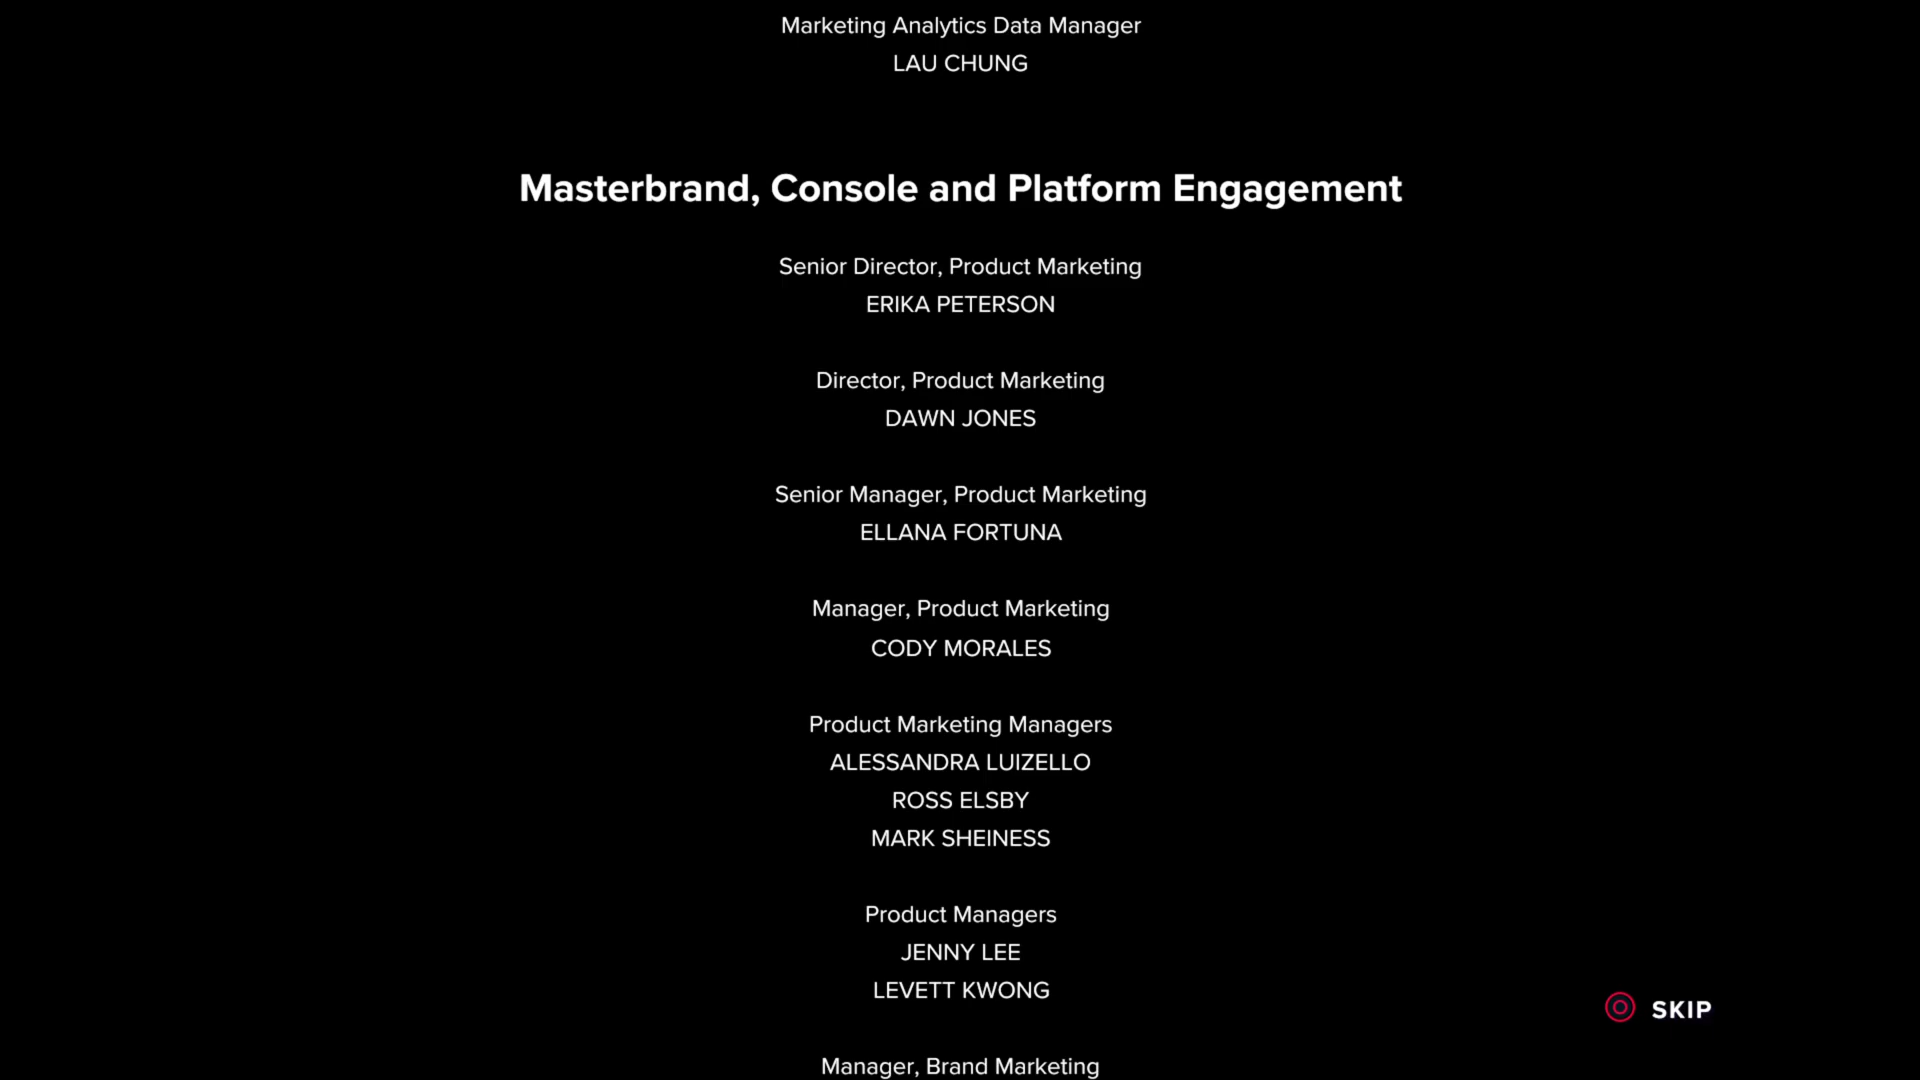 Marketing Analytics Data Manager
LAU CHUNG
Masterbrand, Console and Platform Engagement
Senior Director, Product Marketing
ERIKA PETERSON
Director, Product Marketing
DAWN JONES
Senior Manager, Product Marketing
ELLANA FORTUNA
Manager, Product Marketing
CODY MORALES
Product Marketing Managers
ALESSANDRA LUIZELLO
ROSS ELSBY
MARK SHEINESS
Product Managers
JENNY LEE
LEVETT KWONG
SKIP
Manager, Brand Marketing